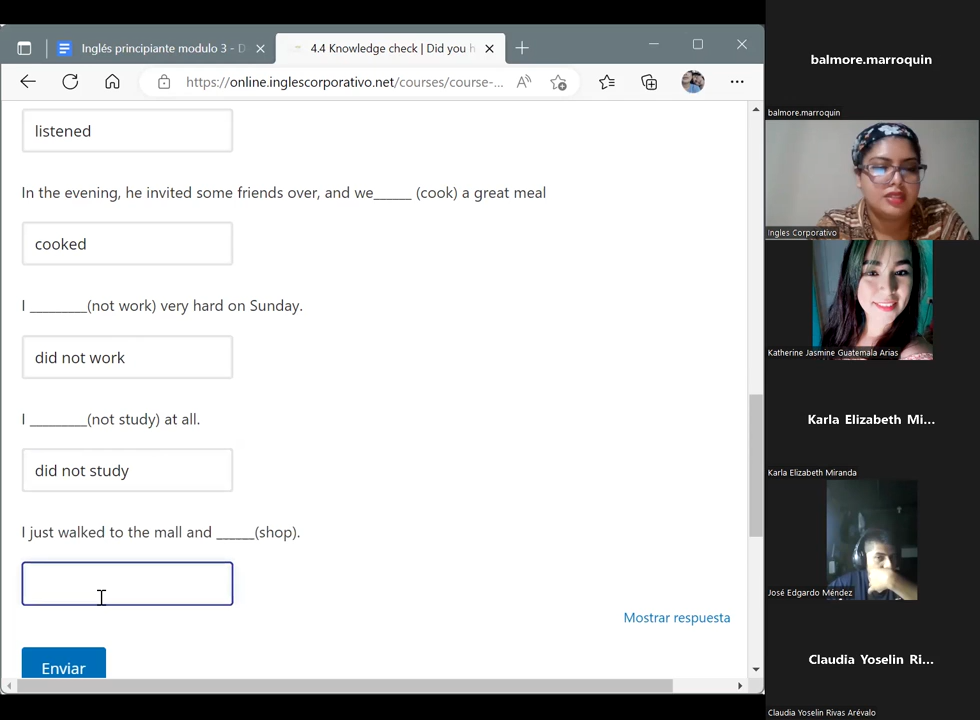 Inglés principiante modulo 3 - D
4.4 Knowledge check | Did you h
https://online.inglescorporativo.net/courses/course-...
listened
In the evening, he invited some friends over, and we_____ (cook) a great meal
cooked
I ________(not work) very hard on Sunday.
did not work
I ________(not study) at all.
did not study
I just walked to the mall and _____(shop).
Mostrar respuesta
Enviar
balmore.marroquin
balmore.marroquin
Ingles Corporativo
Katherine Jasmine Guatemala Arias
Karla Elizabeth Mi...
Karla Elizabeth Miranda
José Edgardo Méndez
Claudia Yoselin Ri...
Claudia Yoselin Rivas Arévalo